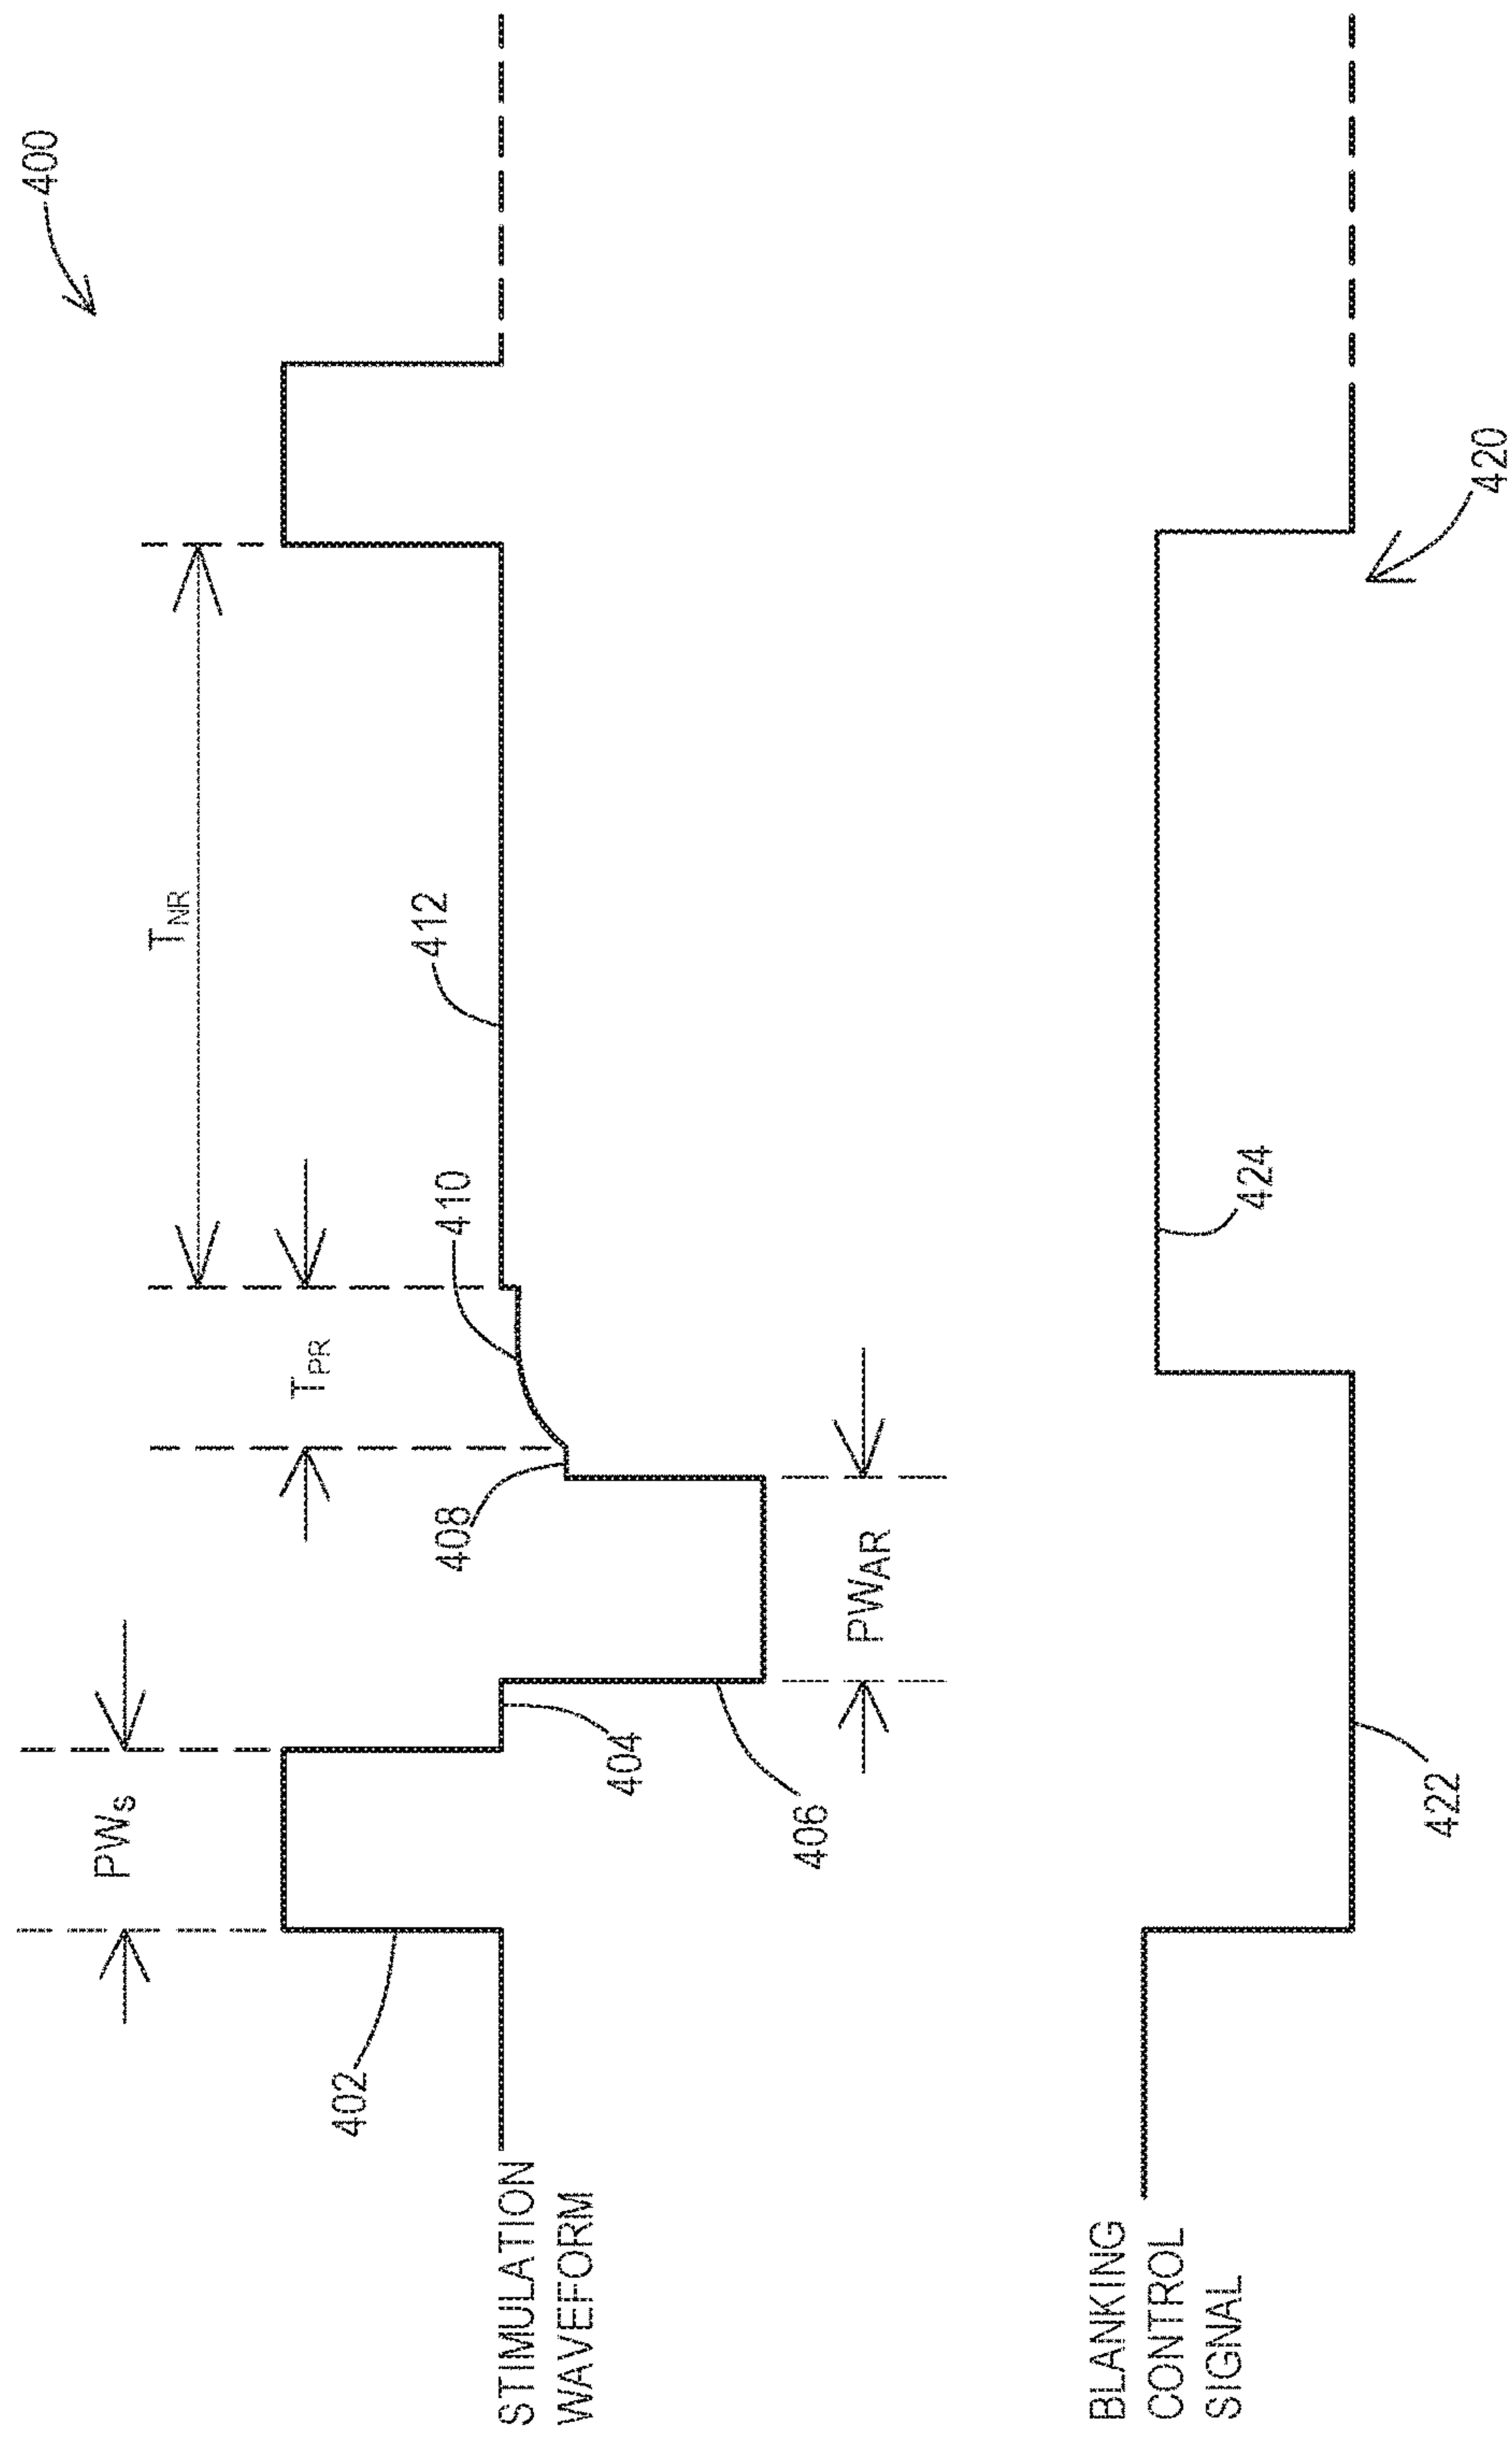 400
PWS
TPR
TNR
402
404
406
408
410
412
PWAR
STIMULATION
WAVEFORM
BLANKING
CONTROL
SIGNAL
422
424
420